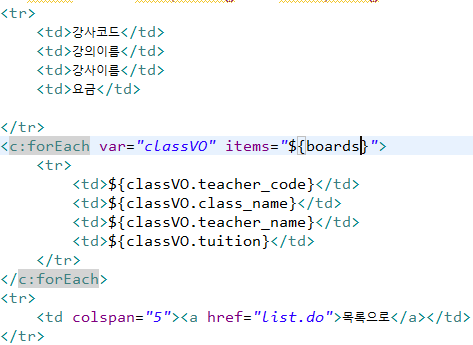 <tr>
    <td>강사코드</td>
    <td>강의이름</td>
    <td>강사이름</td>
    <td>요금</td>

</tr>
<c:forEach var="classVO" items="${boards}">
    <tr>
        <td>${classVO.teacher_code}</td>
        <td>${classVO.class_name}</td>
        <td>${classVO.teacher_name}</td>
        <td>${classVO.tuition}</td>
    </tr>
</c:forEach>
<tr>
    <td colspan="5"><a href="list.do">목록으로</a></td>
</tr>